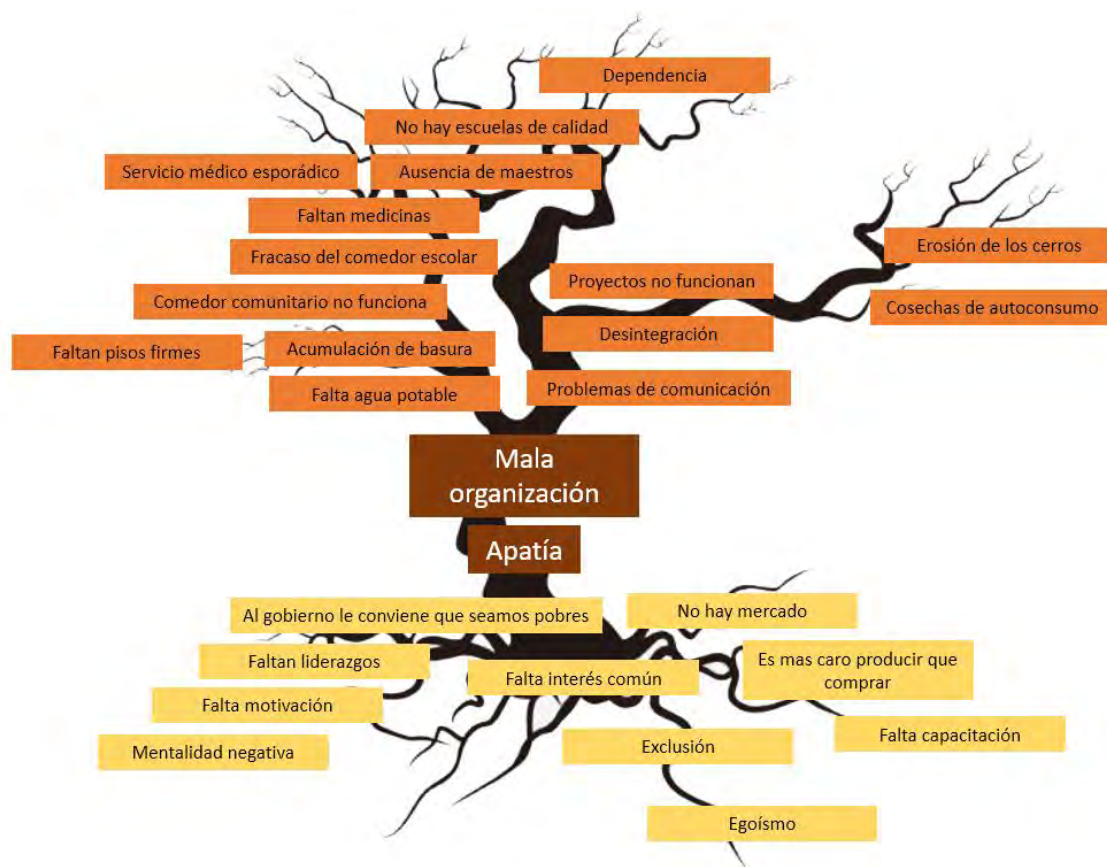 Dependencia
No hay escuelas de calidad
Servicio médico esporádico
Ausencia de maestros
Faltan medicinas
Erosión de los cerros
Fracaso del comedor escolar
Proyectos no funcionan
Comedor comunitario no funciona
Cosechas de autoconsumo
Desintegración
Faltan pisos firmes
Acumulación de basura
Falta agua potable
Problemas de comunicación
Mala
organización
Apatía
Al gobierno le conviene que seamos pobres
No hay mercado
Faltan liderazgos
Falta interés común
Es mas caro producir que
comprar
Falta motivación
Falta capacitación
Mentalidad negativa
Exclusión
Egoísmo